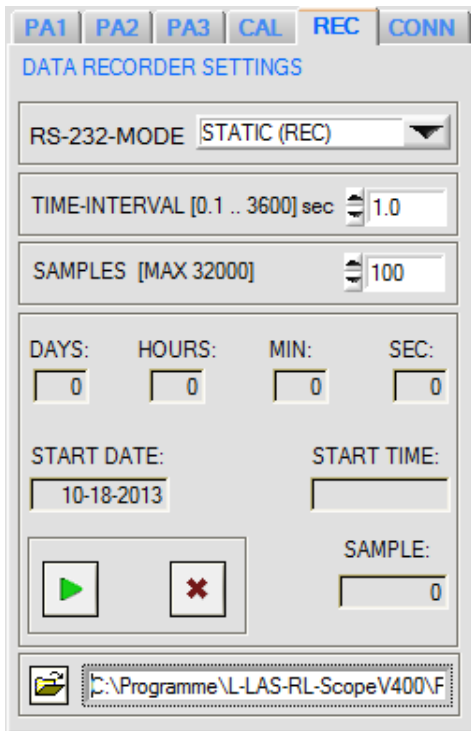 PA1 PA2 PA3 CAL REC CONN
DATA RECORDER SETTINGS
RS-232-MODE STATIC (REC)
TIME-INTERVAL [0.1 .. 3600] sec 1.0
SAMPLES [MAX 32000] 100
DAYS: HOURS: MIN: SEC:
0 0 0 0
START DATE: START TIME:
10-18-2013
SAMPLE:
0
C:\Programme\L-LAS-RL-ScopeV400\F